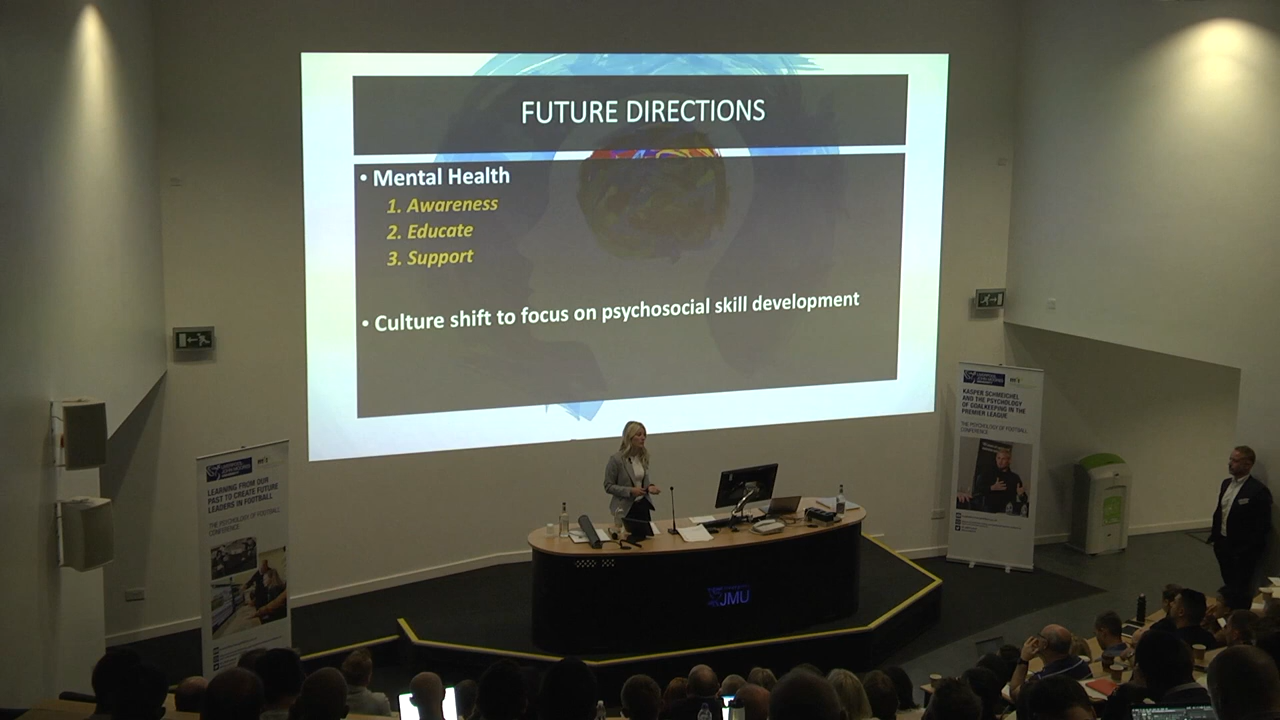 FUTURE DIRECTIONS
• Mental Health
1. Awareness
2. Educate
3. Support
• Culture shift to focus on psychosocial skill development
LEARNING FROM OUR
PAST TO CREATE FUTURE
LEADERS IN FOOTBALL
THE PSYCHOLOGY OF FOOTBALL
CONFERENCE
KASPER SCHMEICHEL
AND THE PSYCHOLOGY
OF GOALKEEPING IN THE
PREMIER LEAGUE
THE PSYCHOLOGY OF FOOTBALL
CONFERENCE
JMU